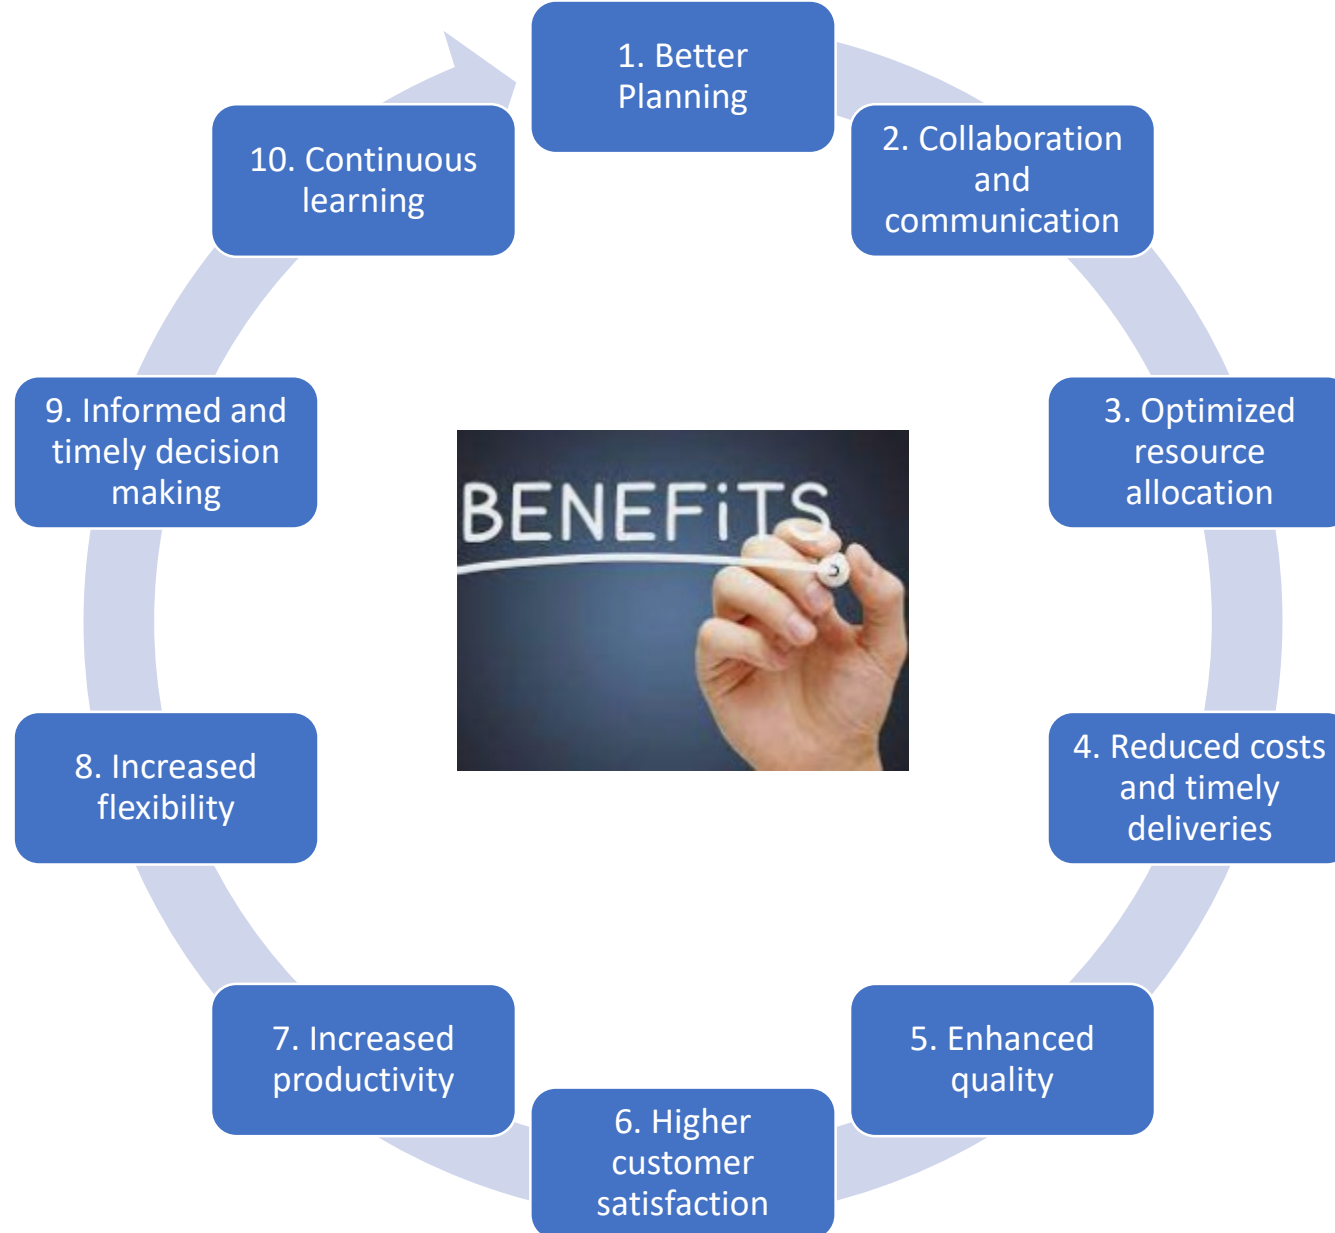 1. Better
Planning
2. Collaboration
and
communication
3. Optimized
resource
allocation
4. Reduced costs
and timely
deliveries
5. Enhanced
quality
6. Higher
customer
satisfaction
7. Increased
productivity
8. Increased
flexibility
9. Informed and
timely decision
making
10. Continuous
learning
BENEFiTS